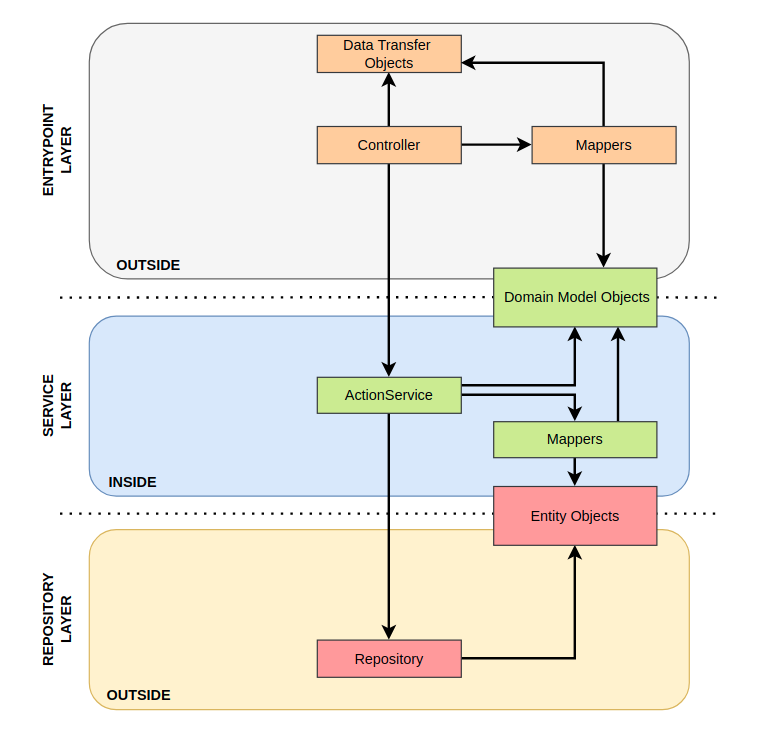 Data Transfer
Objects
Controller
Mappers
ENTRYPOINT
LAYER
OUTSIDE
Domain Model Objects
ActionService
Mappers
SERVICE
LAYER
INSIDE
Entity Objects
REPOSITORY
LAYER
Repository
OUTSIDE